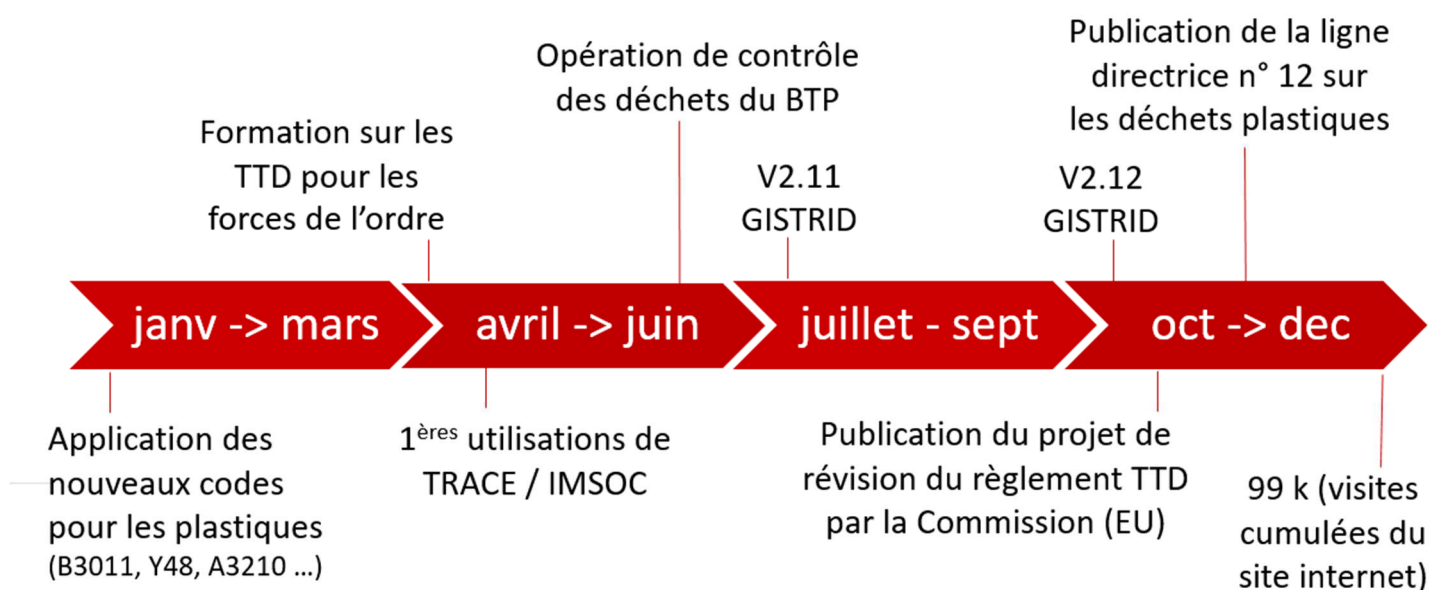 Opération de contrôle
des déchets du BTP
Publication de la ligne
directrice n° 12 sur
les déchets plastiques
Formation sur les
TTD pour les
forces de l'ordre
V2.11
GISTRID
V2.12
GISTRID
janv -> mars
avril -> juin
juillet - sept
oct -> dec
Application des
nouveaux codes
pour les plastiques
(B3011, Y48, A3210 ...)
1ères utilisations de
TRACE / IMSOC
Publication du projet de
révision du règlement TTD
par la Commission (EU)
99 k (visites
cumulées du
site internet)